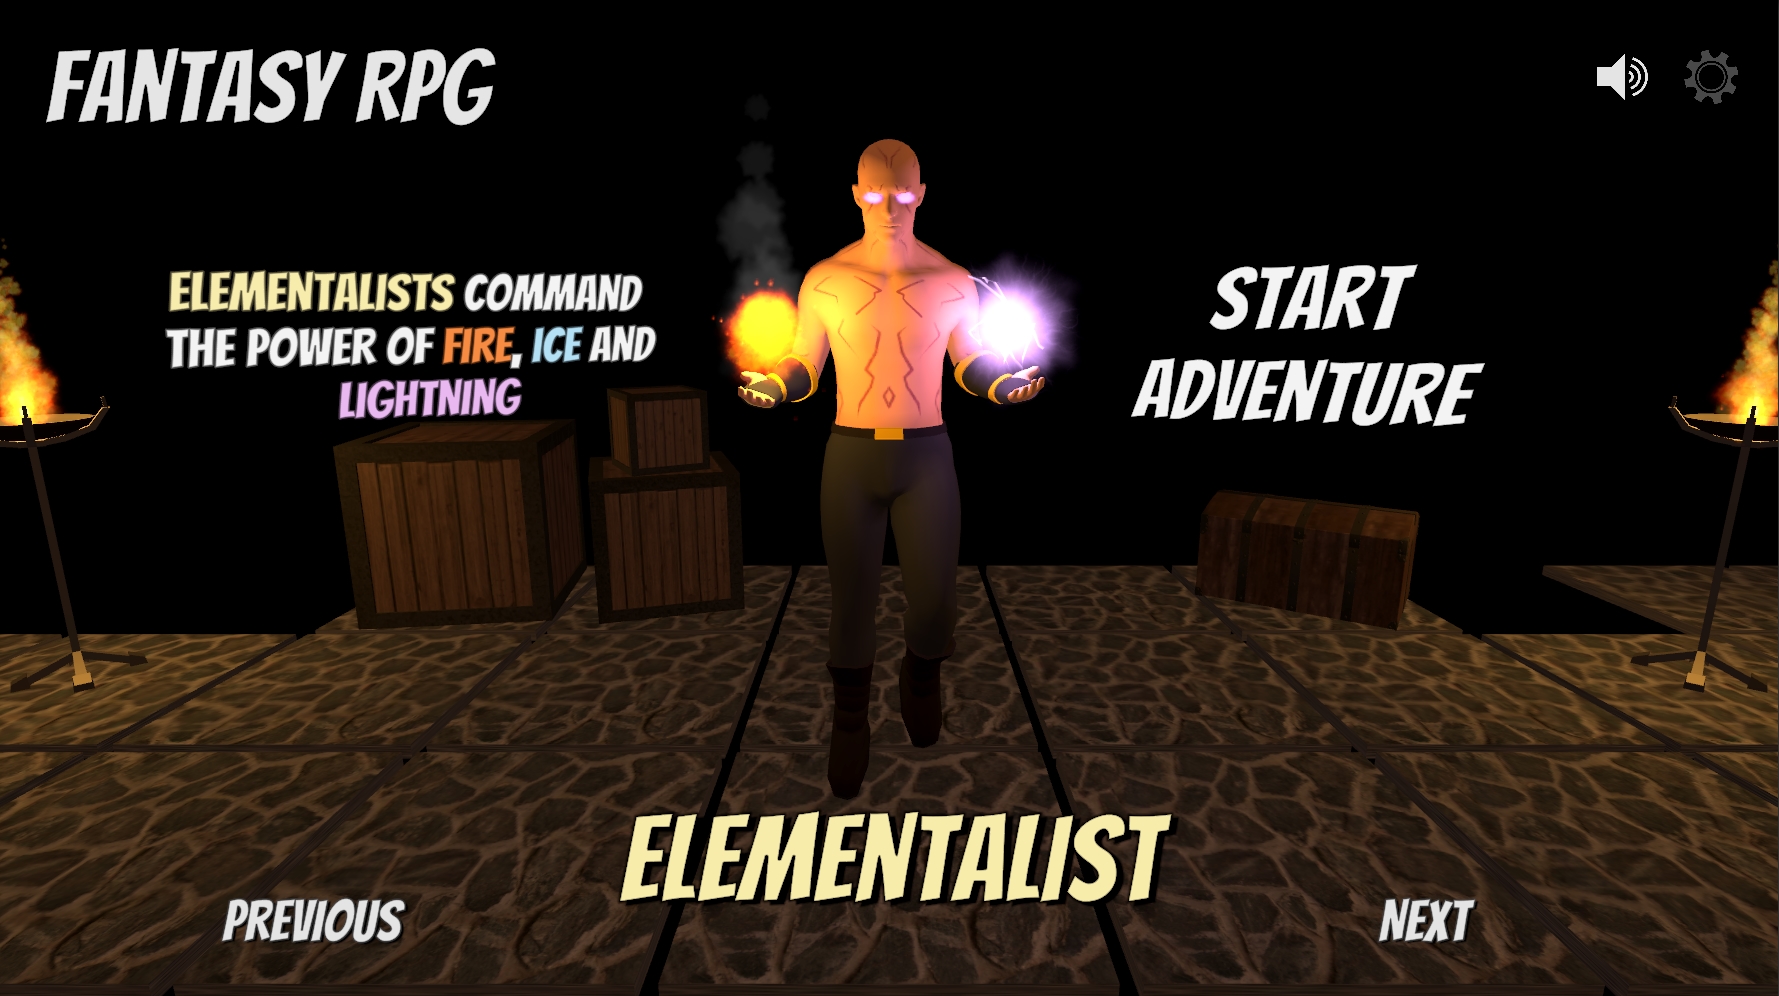 FANTASY RPG
ELEMENTALISTS COMMAND
THE POWER OF FIRE, ICE AND
LIGHTNING
START
ADVENTURE
ELEMENTALIST
PREVIOUS
NEXT